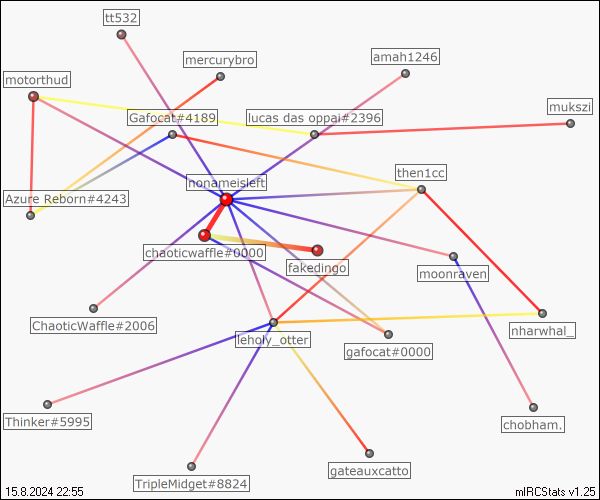 tt532
mercurybro
amah1246
motorthud
mukszi
Gafocat#4189
lucas das oppai#2396
then1cc
nonameisleft
Azure Reborn#4243
chaoticwaffle#0000
fakedingo
moonraven
ChaoticWaffle#2006
nharwhal_
leholy_otter
gafocat#0000
Thinker#5995
chobham.
gateauxcatto
TripleMidget#8824
15.8.2024 22:55
mIRCStats v1.25